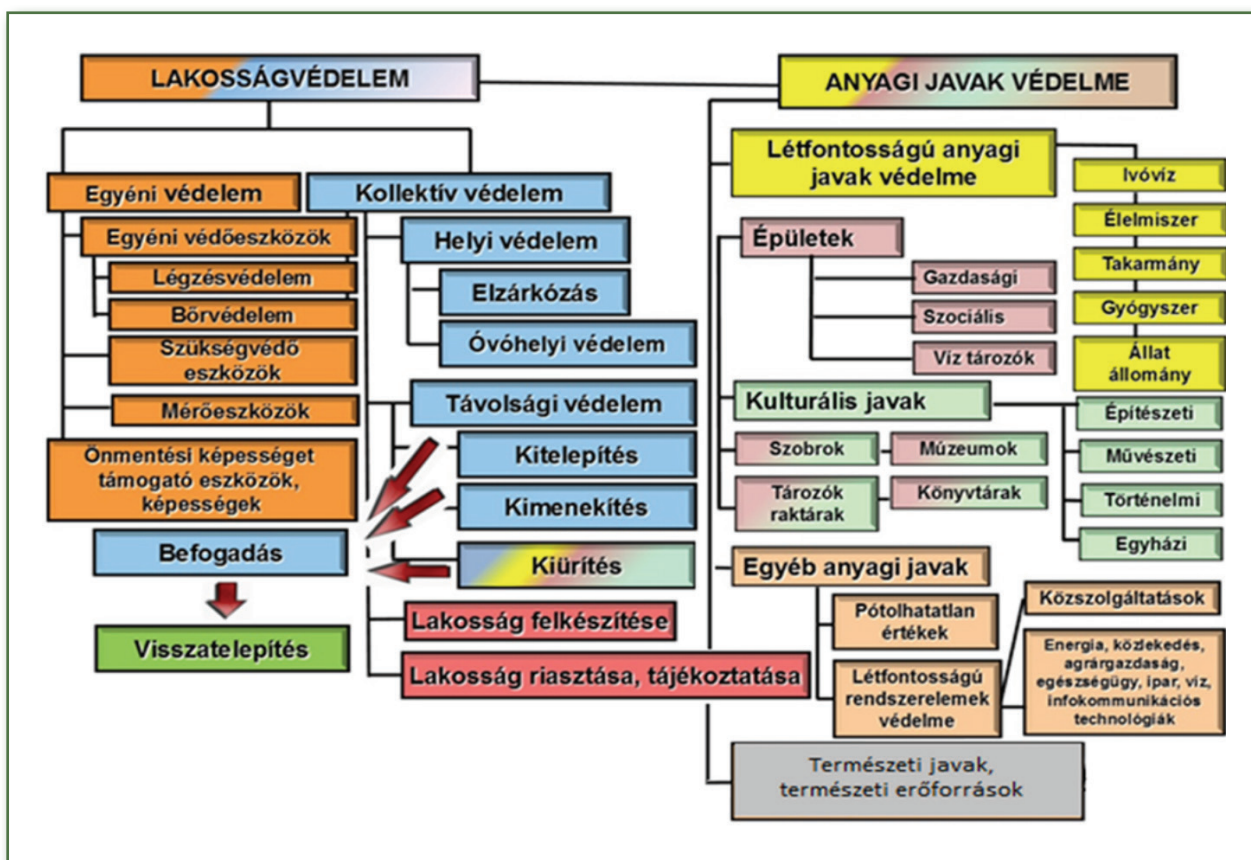 LAKOSSÁGVÉDELEM
Egyéni védelem
Egyéni védőeszközök
Légzésvédelem
Bőrvédelem
Szükségvédő
eszközök
Mérőeszközök
Önmentési képességet
támogató eszközök,
képességek
Befogadás
Visszatelepítés
Kollektív védelem
Helyi védelem
Elzárkózás
Óvóhelyi védelem
Távolsági védelem
Kitelepítés
Kimenekítés
Kiürítés
Lakosság felkészítése
Lakosság riasztása, tájékoztatása
ANYAGI JAVAK VÉDELME
Létfontosságú anyagi
javak védelme
Ivóvíz
Élelmiszer
Takarmány
Gyógyszer
Állat
állomány
Épületek
Gazdasági
Szociális
Víz tározók
Kulturális javak
Szobrok
Múzeumok
Tározók
raktárak
Könyvtárak
Építészeti
Művészeti
Történelmi
Egyházi
Egyéb anyagi javak
Pótolhatatlan
értékek
Létfontosságú
rendszerelemek
védelme
Közszolgáltatások
Energia, közlekedés,
agrárgazdaság,
egészségügy, ipar, víz,
infokommunikációs
technológiák
Természeti javak,
természeti erőforrások